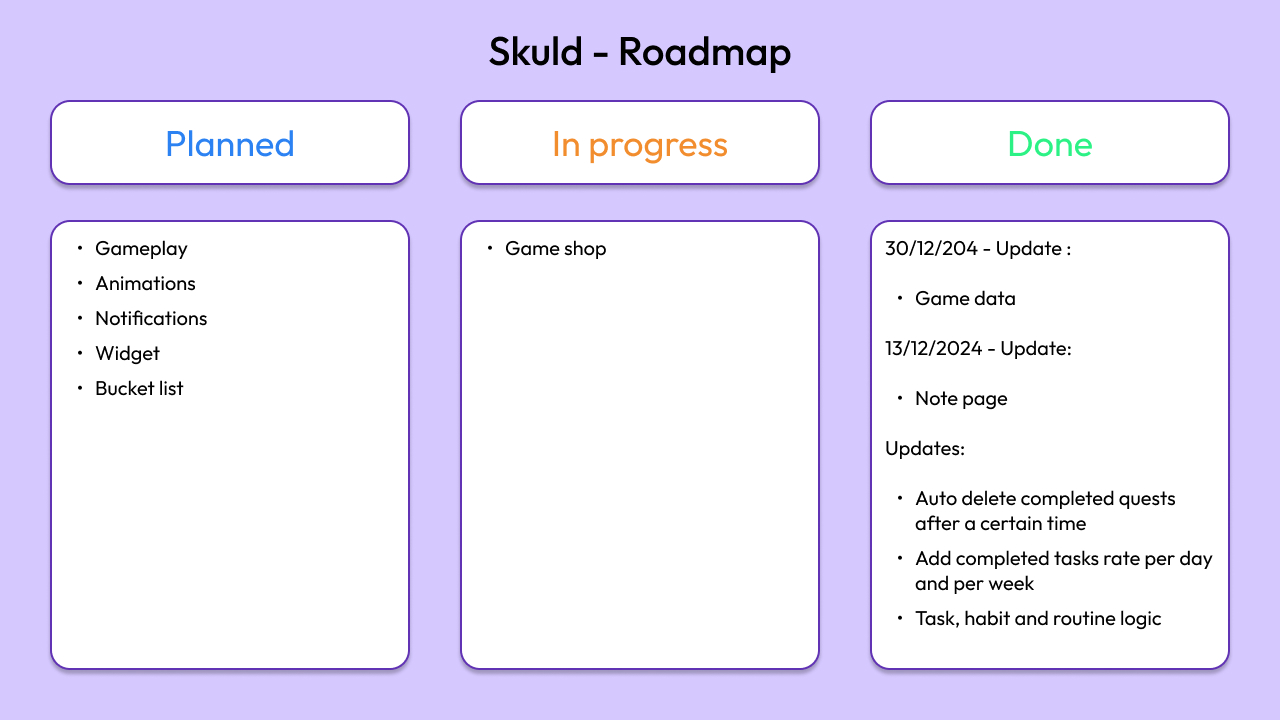 Skuld - Roadmap
Planned
In progress
Done
• Gameplay
• Animations
• Notifications
• Widget
• Bucket list
• Game shop
30/12/204 - Update :
• Game data
13/12/2024 - Update:
• Note page
Updates:
• Auto delete completed quests
after a certain time
• Add completed tasks rate per day
and per week
• Task, habit and routine logic